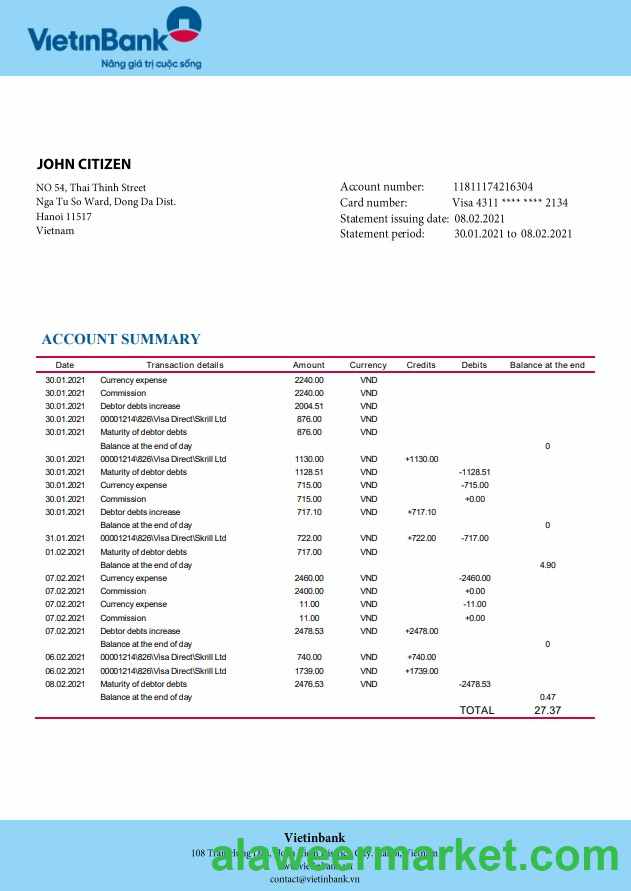 VietinBank
Nâng giá trị cuộc sống
JOHN CITIZEN
NO 54, Thai Thinh Street
Nga Tu So Ward, Dong Da Dist.
Hanoi 11517
Vietnam
Account number: 11811174216304
Card number: Visa 4311 **** **** 2134
Statement issuing date: 08.02.2021
Statement period: 30.01.2021 to 08.02.2021
ACCOUNT SUMMARY
Date Transaction details Amount Currency Credits Debits Balance at the end
30.01.2021 Currency expense 2240.00 VND
30.01.2021 Commission 2240.00 VND
30.01.2021 Debtor debts increase 2004.51 VND
30.01.2021 00001214\826\Visa Direct\Skrill Ltd 876.00 VND
30.01.2021 Maturity of debtor debts 876.00 VND
Balance at the end of day 0
30.01.2021 00001214\826\Visa Direct\Skrill Ltd 1130.00 VND +1130.00
30.01.2021 Maturity of debtor debts 1128.51 VND -1128.51
30.01.2021 Currency expense 715.00 VND -715.00
30.01.2021 Commission 715.00 VND +0.00
30.01.2021 Debtor debts increase 717.10 VND +717.10
Balance at the end of day 0
31.01.2021 00001214\826\Visa Direct\Skrill Ltd 722.00 VND +722.00 -717.00
01.02.2021 Maturity of debtor debts 717.00 VND
Balance at the end of day 4.90
07.02.2021 Currency expense 2460.00 VND -2460.00
07.02.2021 Commission 2400.00 VND +0.00
07.02.2021 Currency expense 11.00 VND -11.00
07.02.2021 Commission 11.00 VND +0.00
07.02.2021 Debtor debts increase 2478.53 VND +2478.00
Balance at the end of day 0
06.02.2021 00001214\826\Visa Direct\Skrill Ltd 740.00 VND +740.00
06.02.2021 00001214\826\Visa Direct\Skrill Ltd 1739.00 VND +1739.00
08.02.2021 Maturity of debtor debts 2476.53 VND -2478.53
Balance at the end of day 0.47
TOTAL 27.37
Vietinbank
108 Tran
alaweermarket.com
contact@vietinbank.vn